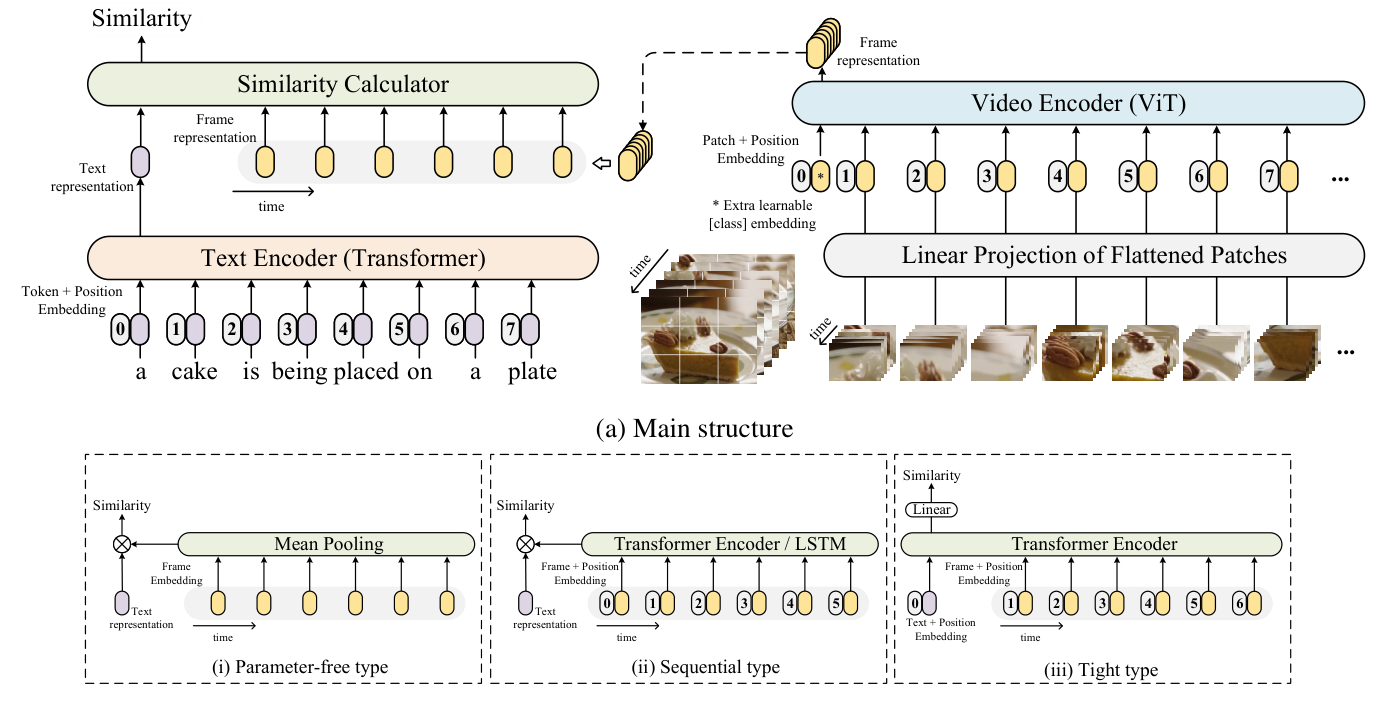 Similarity
Similarity Calculator
Frame
representation
Text
representation
time
Text Encoder (Transformer)
Token + Position
Embedding
0 1 2 3 4 5 6 7
a cake is being placed on a plate
Frame
representation
Video Encoder (ViT)
Patch + Position
Embedding
0 * 1 2 3 4 5 6 7 ...
* Extra learnable
[class] embedding
Linear Projection of Flattened Patches
time
time
...
(a) Main structure
Similarity
Mean Pooling
Frame
Embedding
Text
representation
time
(i) Parameter-free type
Similarity
Transformer Encoder / LSTM
Frame + Position
Embedding
0 1 2 3 4 5
Text
representation
time
(ii) Sequential type
Similarity
Linear
Transformer Encoder
Frame + Position
Embedding
0 1 2 3 4 5 6
Text + Position
Embedding
time
(iii) Tight type